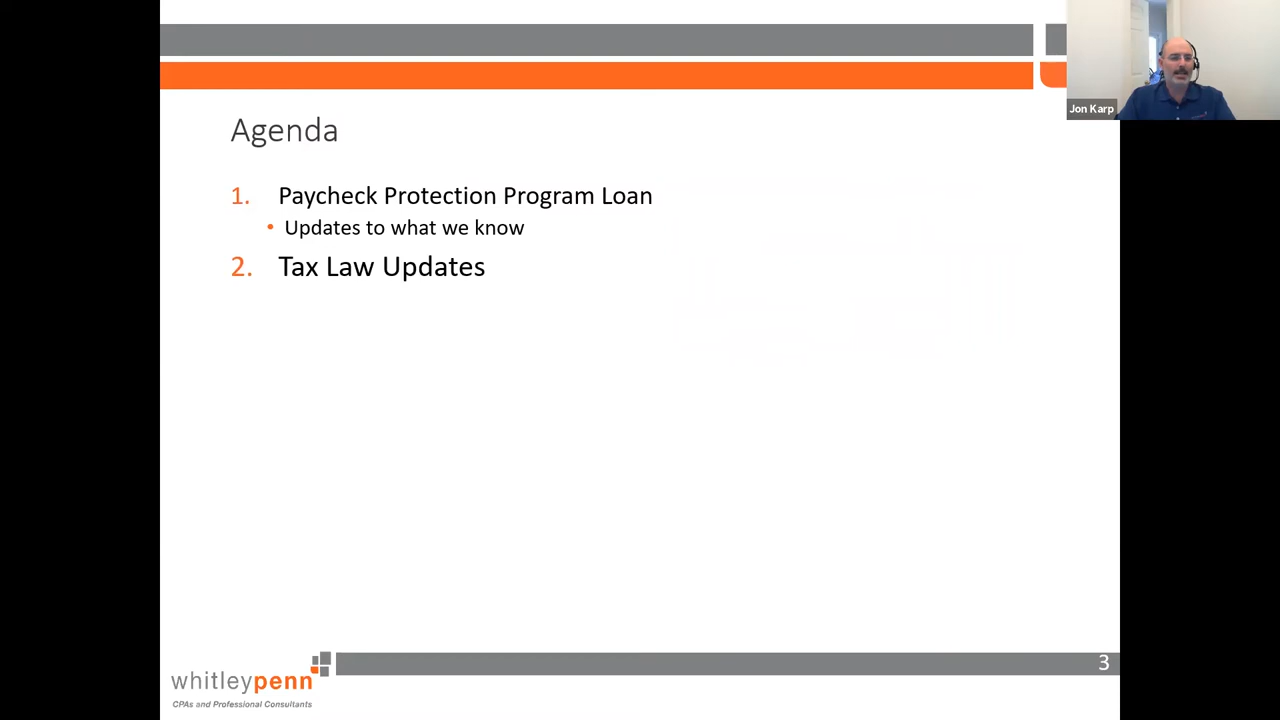 Jon Karp
Agenda
1. Paycheck Protection Program Loan
• Updates to what we know
2. Tax Law Updates
3
whitleypenn
CPAs and Professional Consultants